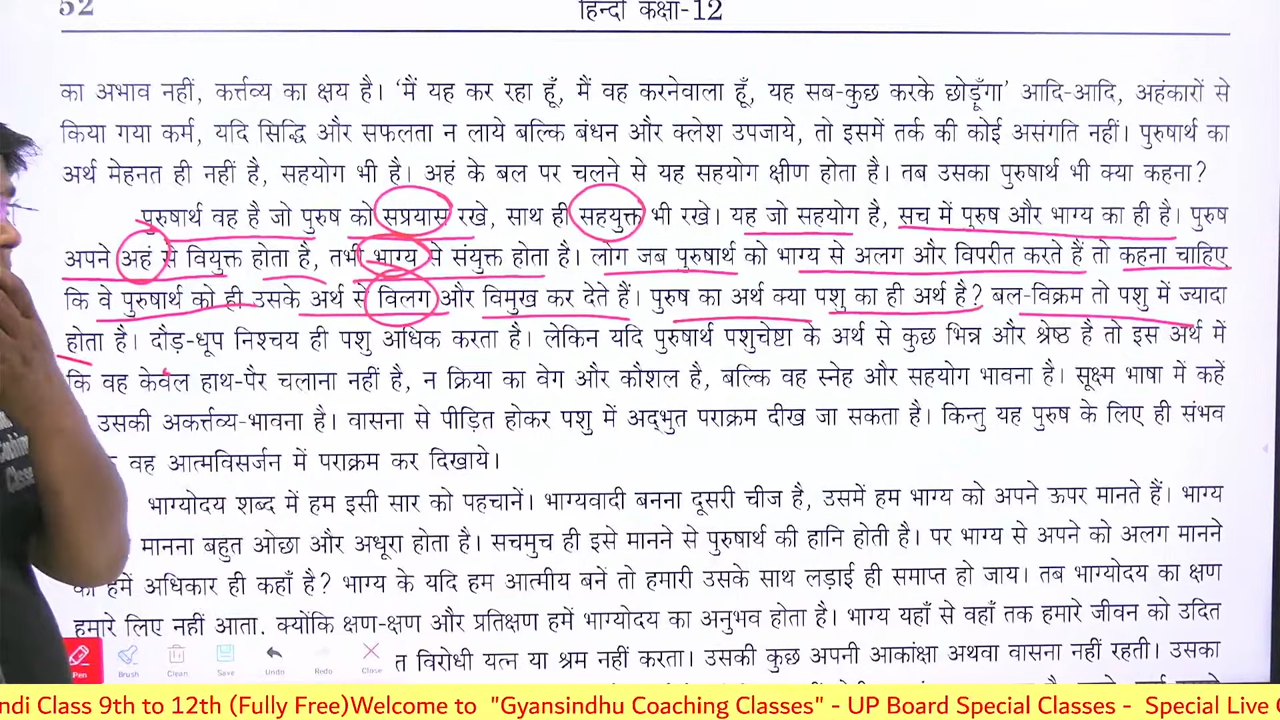 52
हिन्दी कक्षा-12
का अभाव नहीं, कर्त्तव्य का क्षय है। 'मैं यह कर रहा हूँ, मैं वह करनेवाला हूँ, यह सब-कुछ करके छोड़ूँगा' आदि-आदि, अहंकारों से
किया गया कर्म, यदि सिद्धि और सफलता न लाये बल्कि बंधन और क्लेश उपजाये, तो इसमें तर्क की कोई असंगति नहीं। पुरुषार्थ का
अर्थ मेहनत ही नहीं है, सहयोग भी है। अहं के बल पर चलने से यह सहयोग क्षीण होता है। तब उसका पुरुषार्थ भी क्या कहना?
पुरुषार्थ वह है जो पुरुष को सप्रयास रखे, साथ ही सहयुक्त भी रखे। यह जो सहयोग है, सच में पुरुष और भाग्य का ही है। पुरुष
अपने अहं से वियुक्त होता है, तभी भाग्य से संयुक्त होता है। लोग जब पुरुषार्थ को भाग्य से अलग और विपरीत करते हैं तो कहना चाहिए
कि वे पुरुषार्थ को ही उसके अर्थ से विलग और विमुख कर देते हैं। पुरुष का अर्थ क्या पशु का ही अर्थ है? बल-विक्रम तो पशु में ज्यादा
होता है। दौड़-धूप निश्चय ही पशु अधिक करता है। लेकिन यदि पुरुषार्थ पशुचेष्टा के अर्थ से कुछ भिन्न और श्रेष्ठ है तो इस अर्थ में
कि वह केवल हाथ-पैर चलाना नहीं है, न क्रिया का वेग और कौशल है, बल्कि वह स्नेह और सहयोग भावना है। सूक्ष्म भाषा में कहें
उसकी अकर्त्तव्य-भावना है। वासना से पीड़ित होकर पशु में अद्‌भुत पराक्रम दीख जा सकता है। किन्तु यह पुरुष के लिए ही संभव
वह आत्मविसर्जन में पराक्रम कर दिखाये।
भाग्योदय शब्द में हम इसी सार को पहचानें। भाग्यवादी बनना दूसरी चीज है, उसमें हम भाग्य को अपने ऊपर मानते हैं। भाग्य
मानना बहुत ओछा और अधूरा होता है। सचमुच ही इसे मानने से पुरुषार्थ की हानि होती है। पर भाग्य से अपने को अलग मानने
का हमें अधिकार ही कहाँ है? भाग्य के यदि हम आत्मीय बनें तो हमारी उसके साथ लड़ाई ही समाप्त हो जाय। तब भाग्योदय का क्षण
हमारे लिए नहीं आता, क्योंकि क्षण-क्षण और प्रतिक्षण हमें भाग्योदय का अनुभव होता है। भाग्य यहाँ से वहाँ तक हमारे जीवन को उदित
त विरोधी यत्न या श्रम नहीं करता। उसकी कुछ अपनी आकांक्षा अथवा वासना नहीं रहती। उसका
Pen Brush Clean Save Undo Redo Close
ndi Class 9th to 12th (Fully Free)Welcome to "Gyansindhu Coaching Classes" - UP Board Special Classes - Special Live